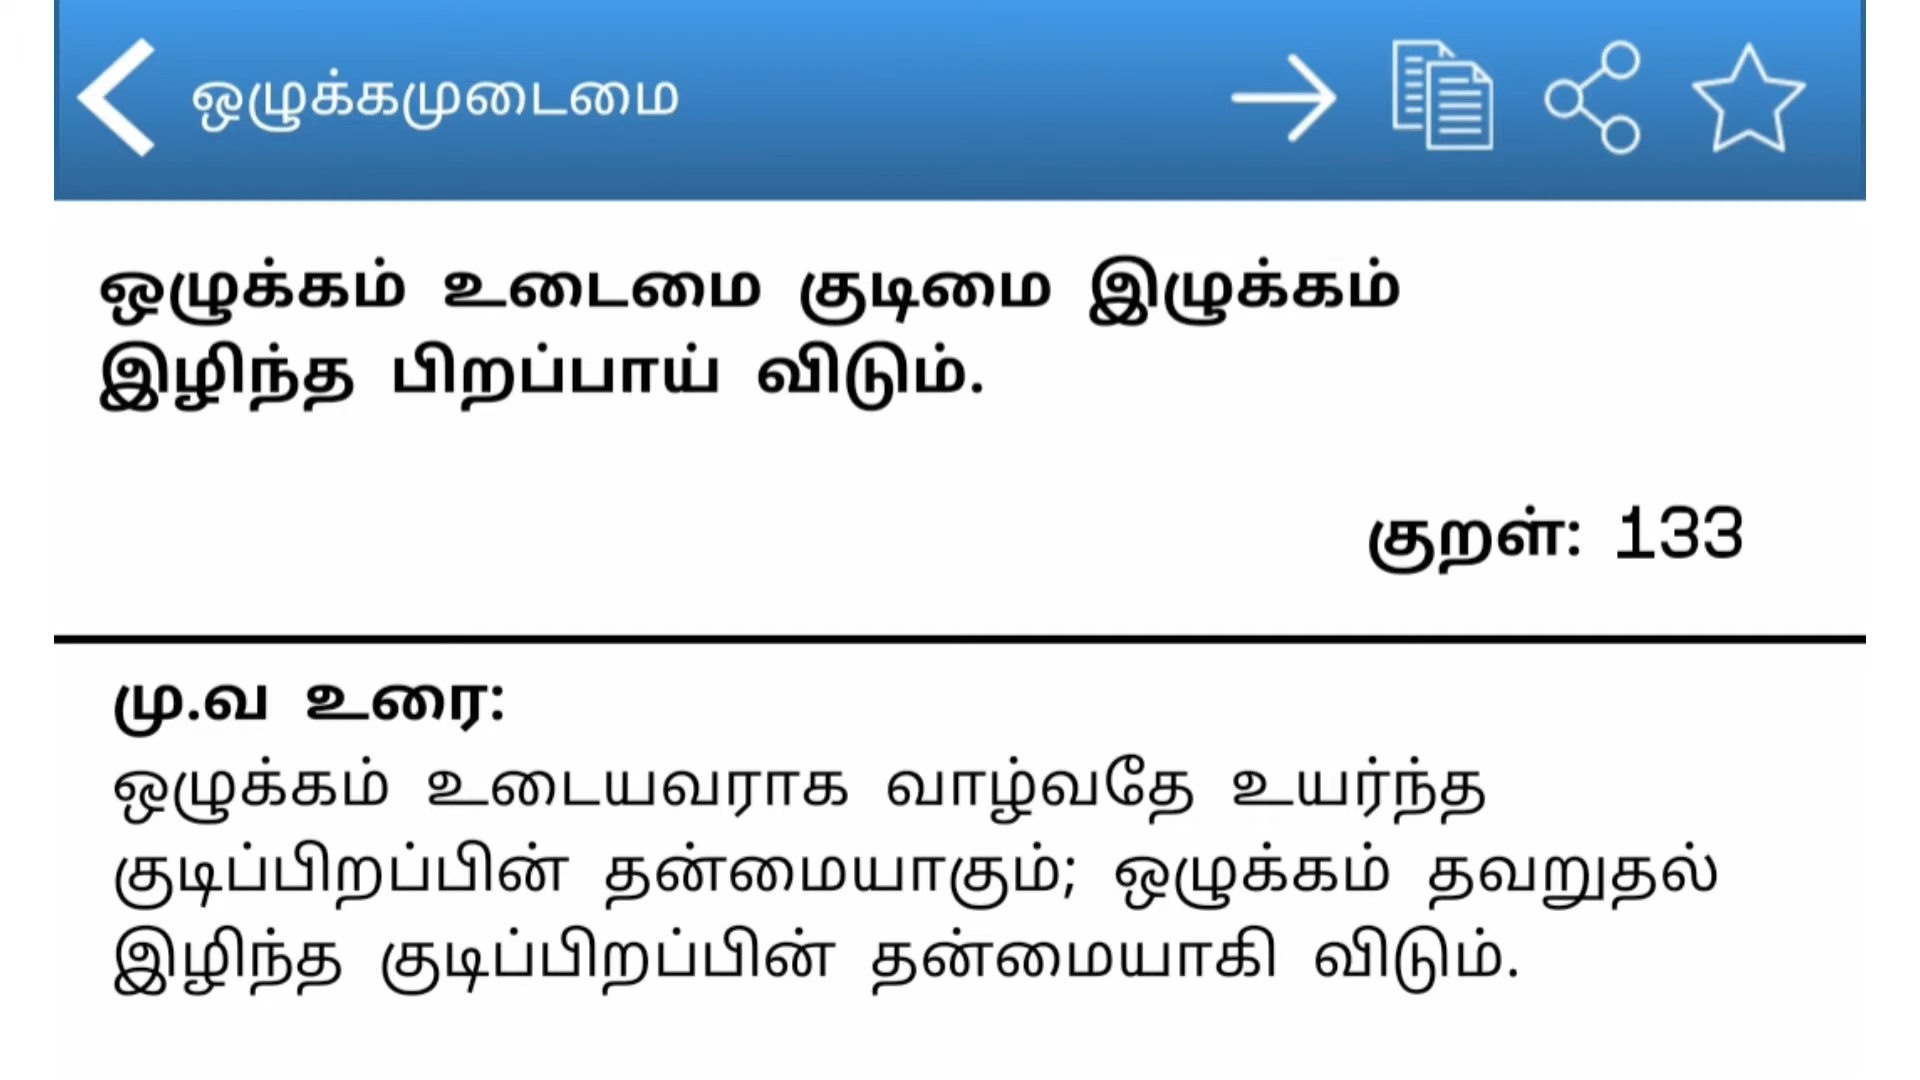 ஒழுக்கமுடைமை
ஒழுக்கம் உடைமை குடிமை இழுக்கம்
இழிந்த பிறப்பாய் விடும்.
குறள்: 133
மு.வ உரை:
ஒழுக்கம் உடையவராக வாழ்வதே உயர்ந்த
குடிப்பிறப்பின் தன்மையாகும்; ஒழுக்கம் தவறுதல்
இழிந்த குடிப்பிறப்பின் தன்மையாகி விடும்.